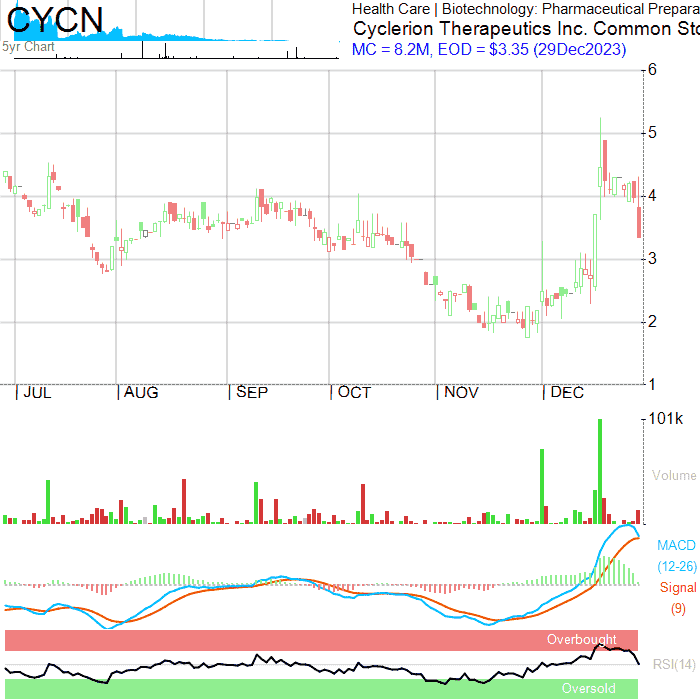 CYCN
Health Care | Biotechnology: Pharmaceutical Prepara
Cyclerion Therapeutics Inc. Common Sto
5yr Chart
MC = 8.2M, EOD = $3.35 (29Dec2023)
6
5
4
3
2
1
JUL AUG SEP OCT NOV DEC
101k
Volume
MACD
(12-26)
Signal
(9)
Overbought
RSI(14)
Oversold